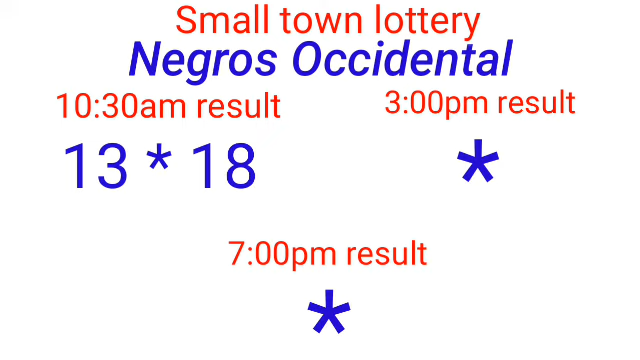 Small town lottery
Negros Occidental
10:30am result
3:00pm result
13 * 18
*
7:00pm result
*